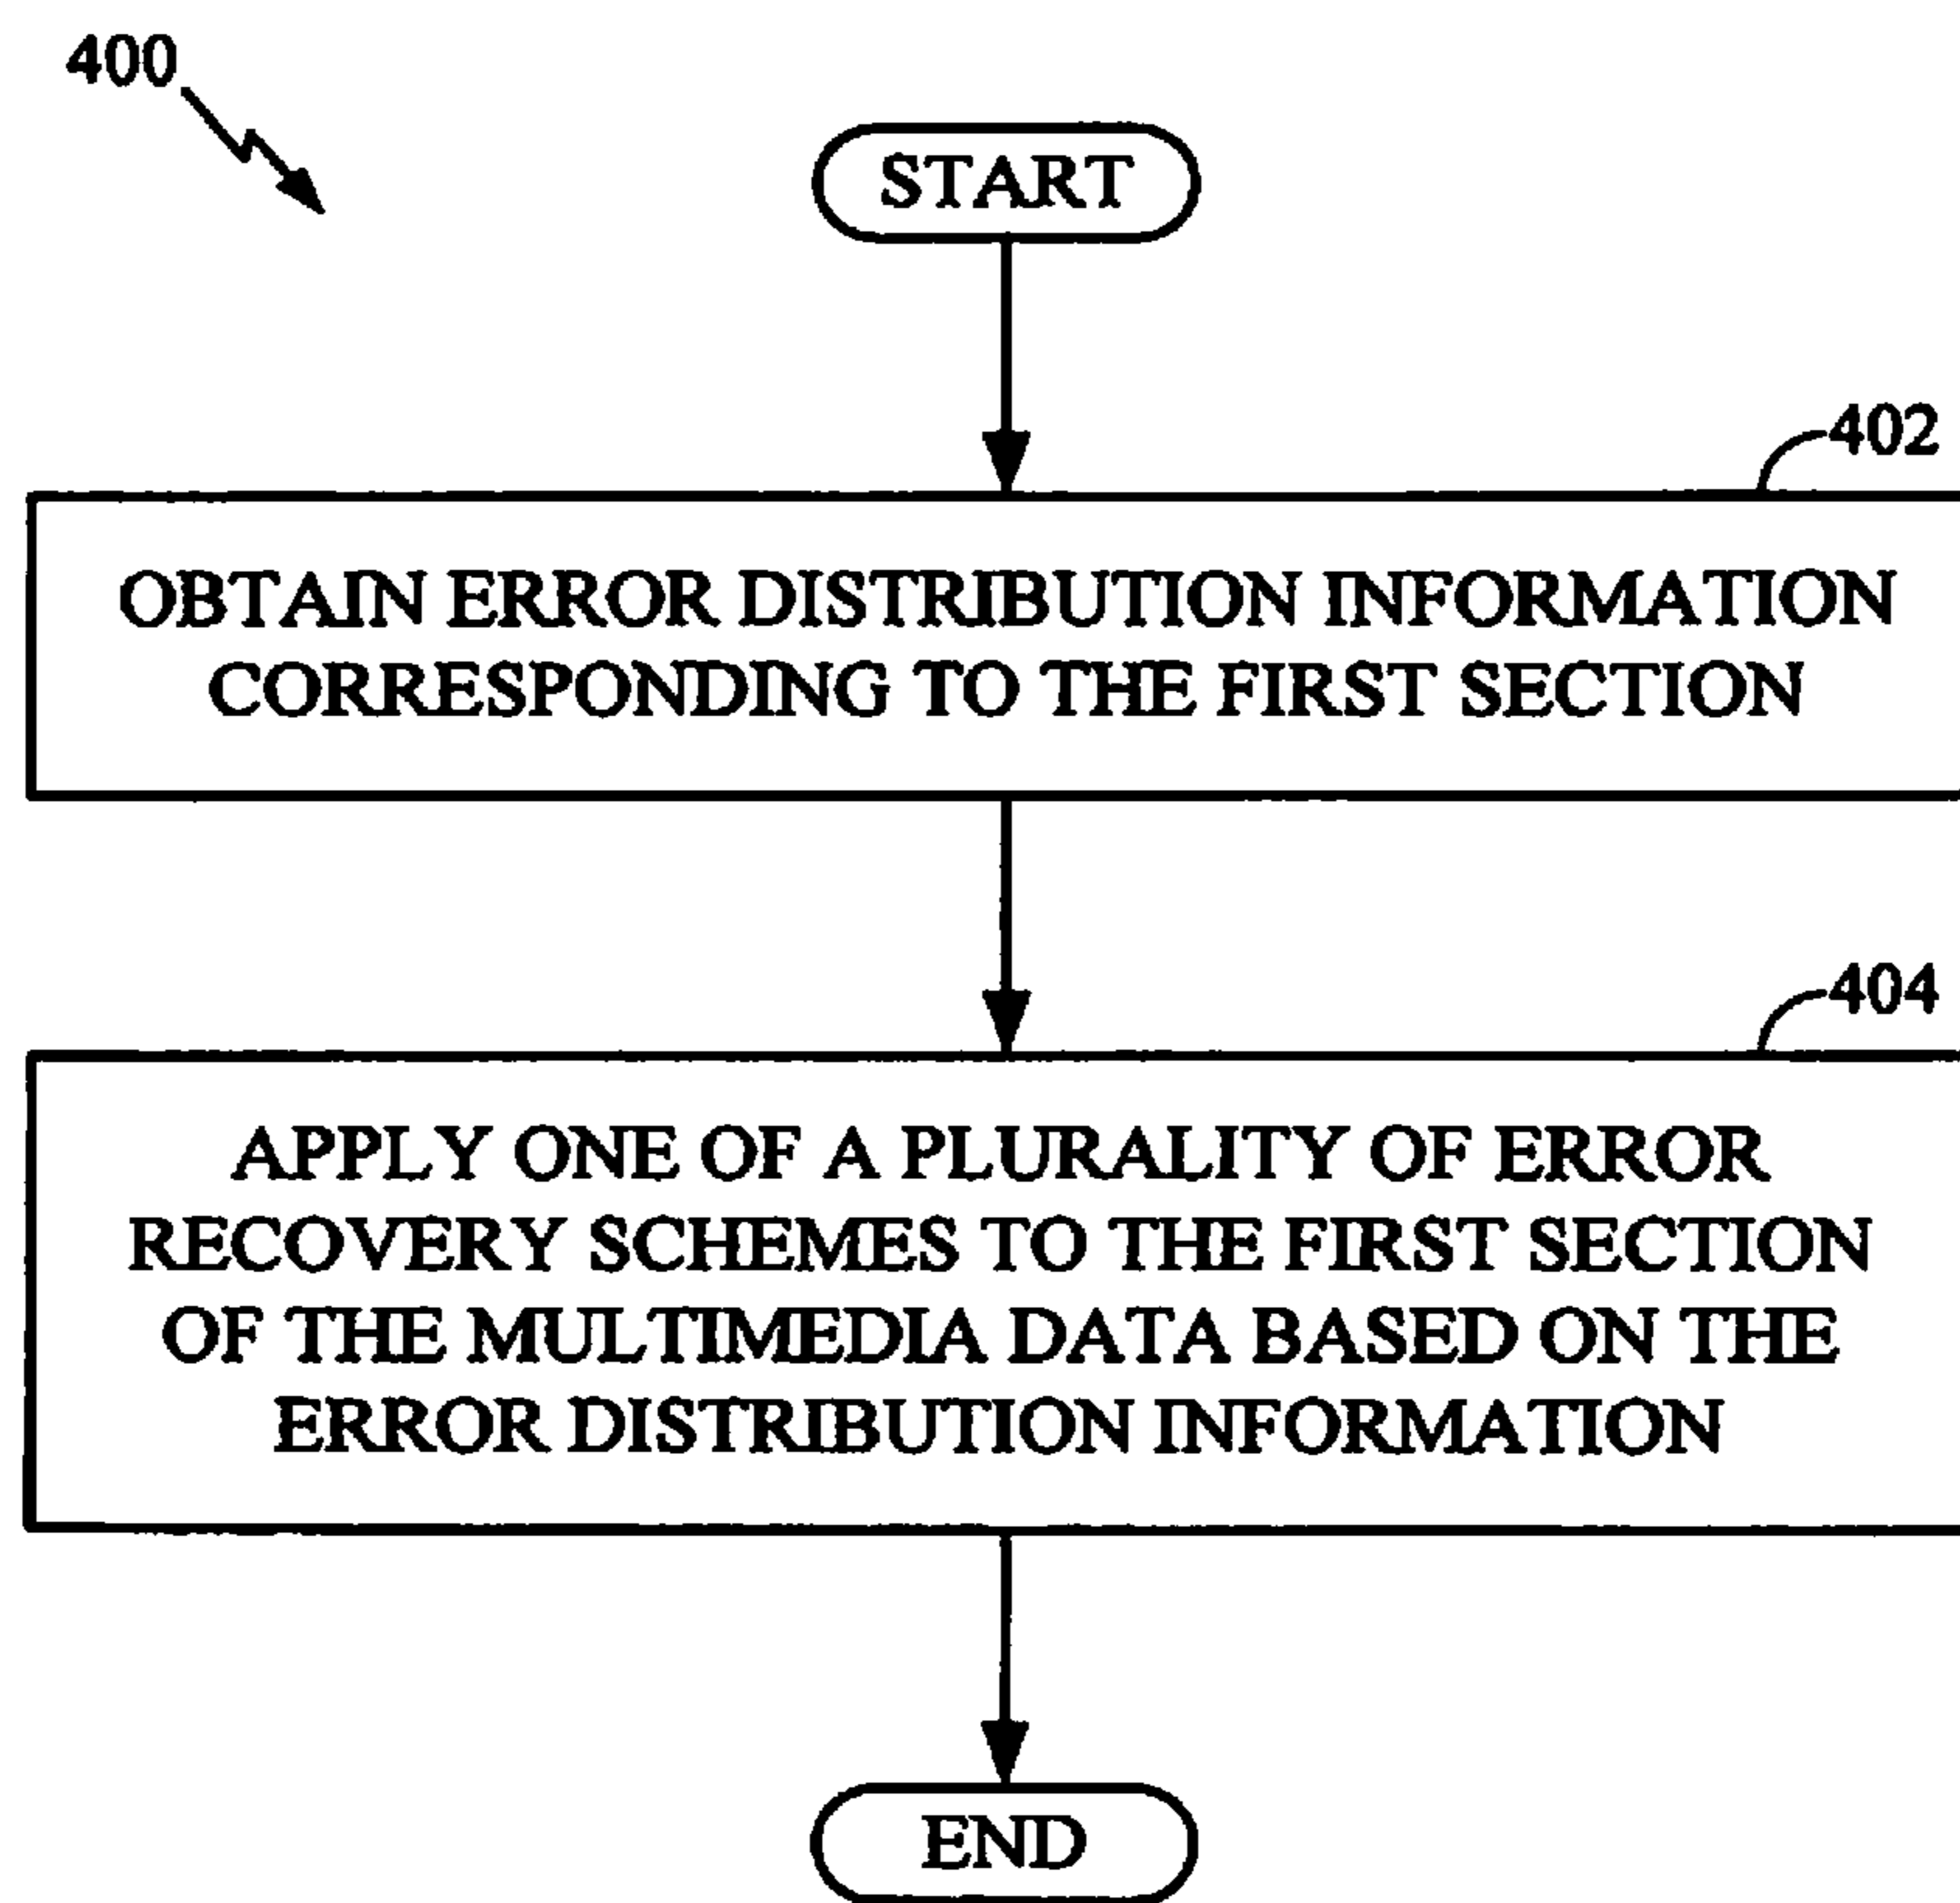 400
START
402
OBTAIN ERROR DISTRIBUTION INFORMATION
CORRESPONDING TO THE FIRST SECTION
404
APPLY ONE OF A PLURALITY OF ERROR
RECOVERY SCHEMES TO THE FIRST SECTION
OF THE MULTIMEDIA DATA BASED ON THE
ERROR DISTRIBUTION INFORMATION
END